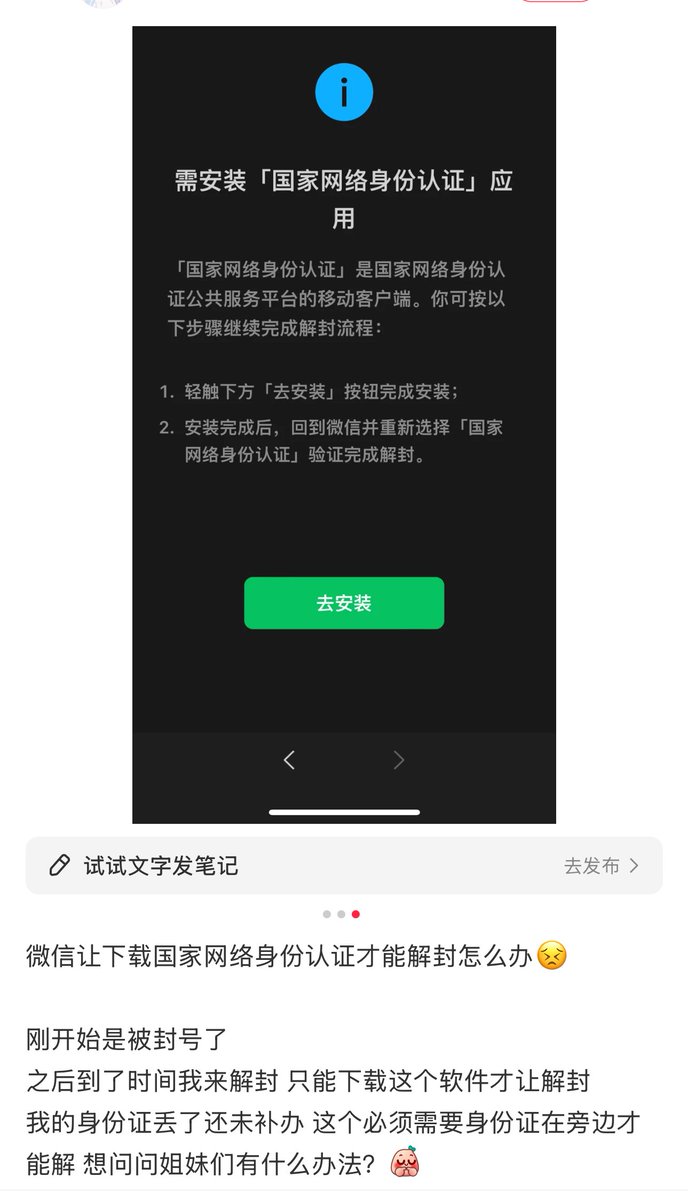 i
需安装「国家网络身份认证」应
用
「国家网络身份认证」是国家网络身份认
证公共服务平台的移动客户端。你可按以
下步骤继续完成解封流程：
1. 轻触下方「去安装」按钮完成安装；
2. 安装完成后，回到微信并重新选择「国家
网络身份认证」验证完成解封。
去安装
试试文字发笔记
去发布
微信让下载国家网络身份认证才能解封怎么办😣
刚开始是被封号了
之后到了时间我来解封 只能下载这个软件才让解封
我的身份证丢了还未补办 这个必须需要身份证在旁边才
能解 想问问姐妹们有什么办法？